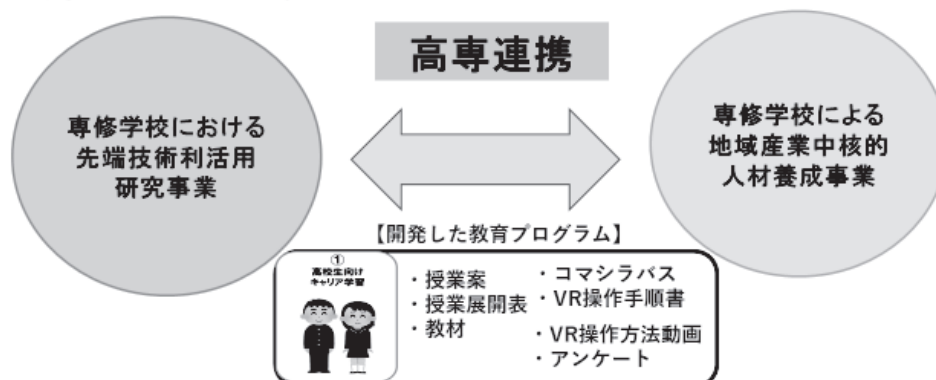 高専連携
専修学校における
先端技術利活用
研究事業
専修学校による
地域産業中核的
人材養成事業
【開発した教育プログラム】
①
高校生向け
キャリア学習
・授業案
・授業展開表
・教材
・コマシラバス
・VR操作手順書
・VR操作方法動画
・アンケート